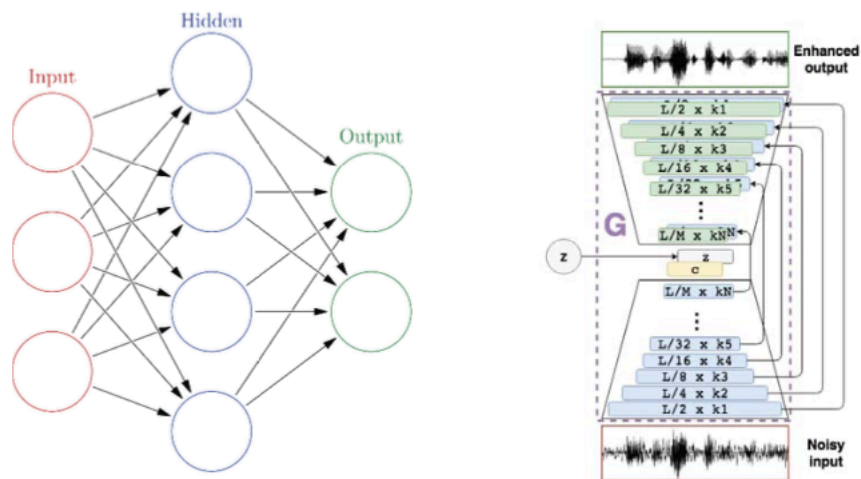 Hidden
Input
Output
Enhanced
output
L/2 x k1
L/4 x k2
L/8 x k3
L/16 x k4
L/32 x k5
L/M x kN
G
z
z
c
L/M x kN
L/32 x k5
L/16 x k4
L/8 x k3
L/4 x k2
L/2 x k1
Noisy
input